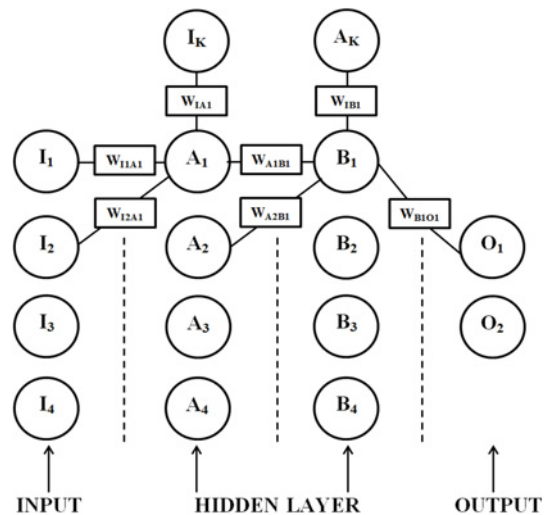 I_K A_K
W_IA1 W_IB1
I_1 W_I1A1 A_1 W_A1B1 B_1
W_I2A1 W_A2B1 W_B1O1
I_2 A_2 B_2 O_1
I_3 A_3 B_3 O_2
I_4 A_4 B_4
INPUT HIDDEN LAYER OUTPUT